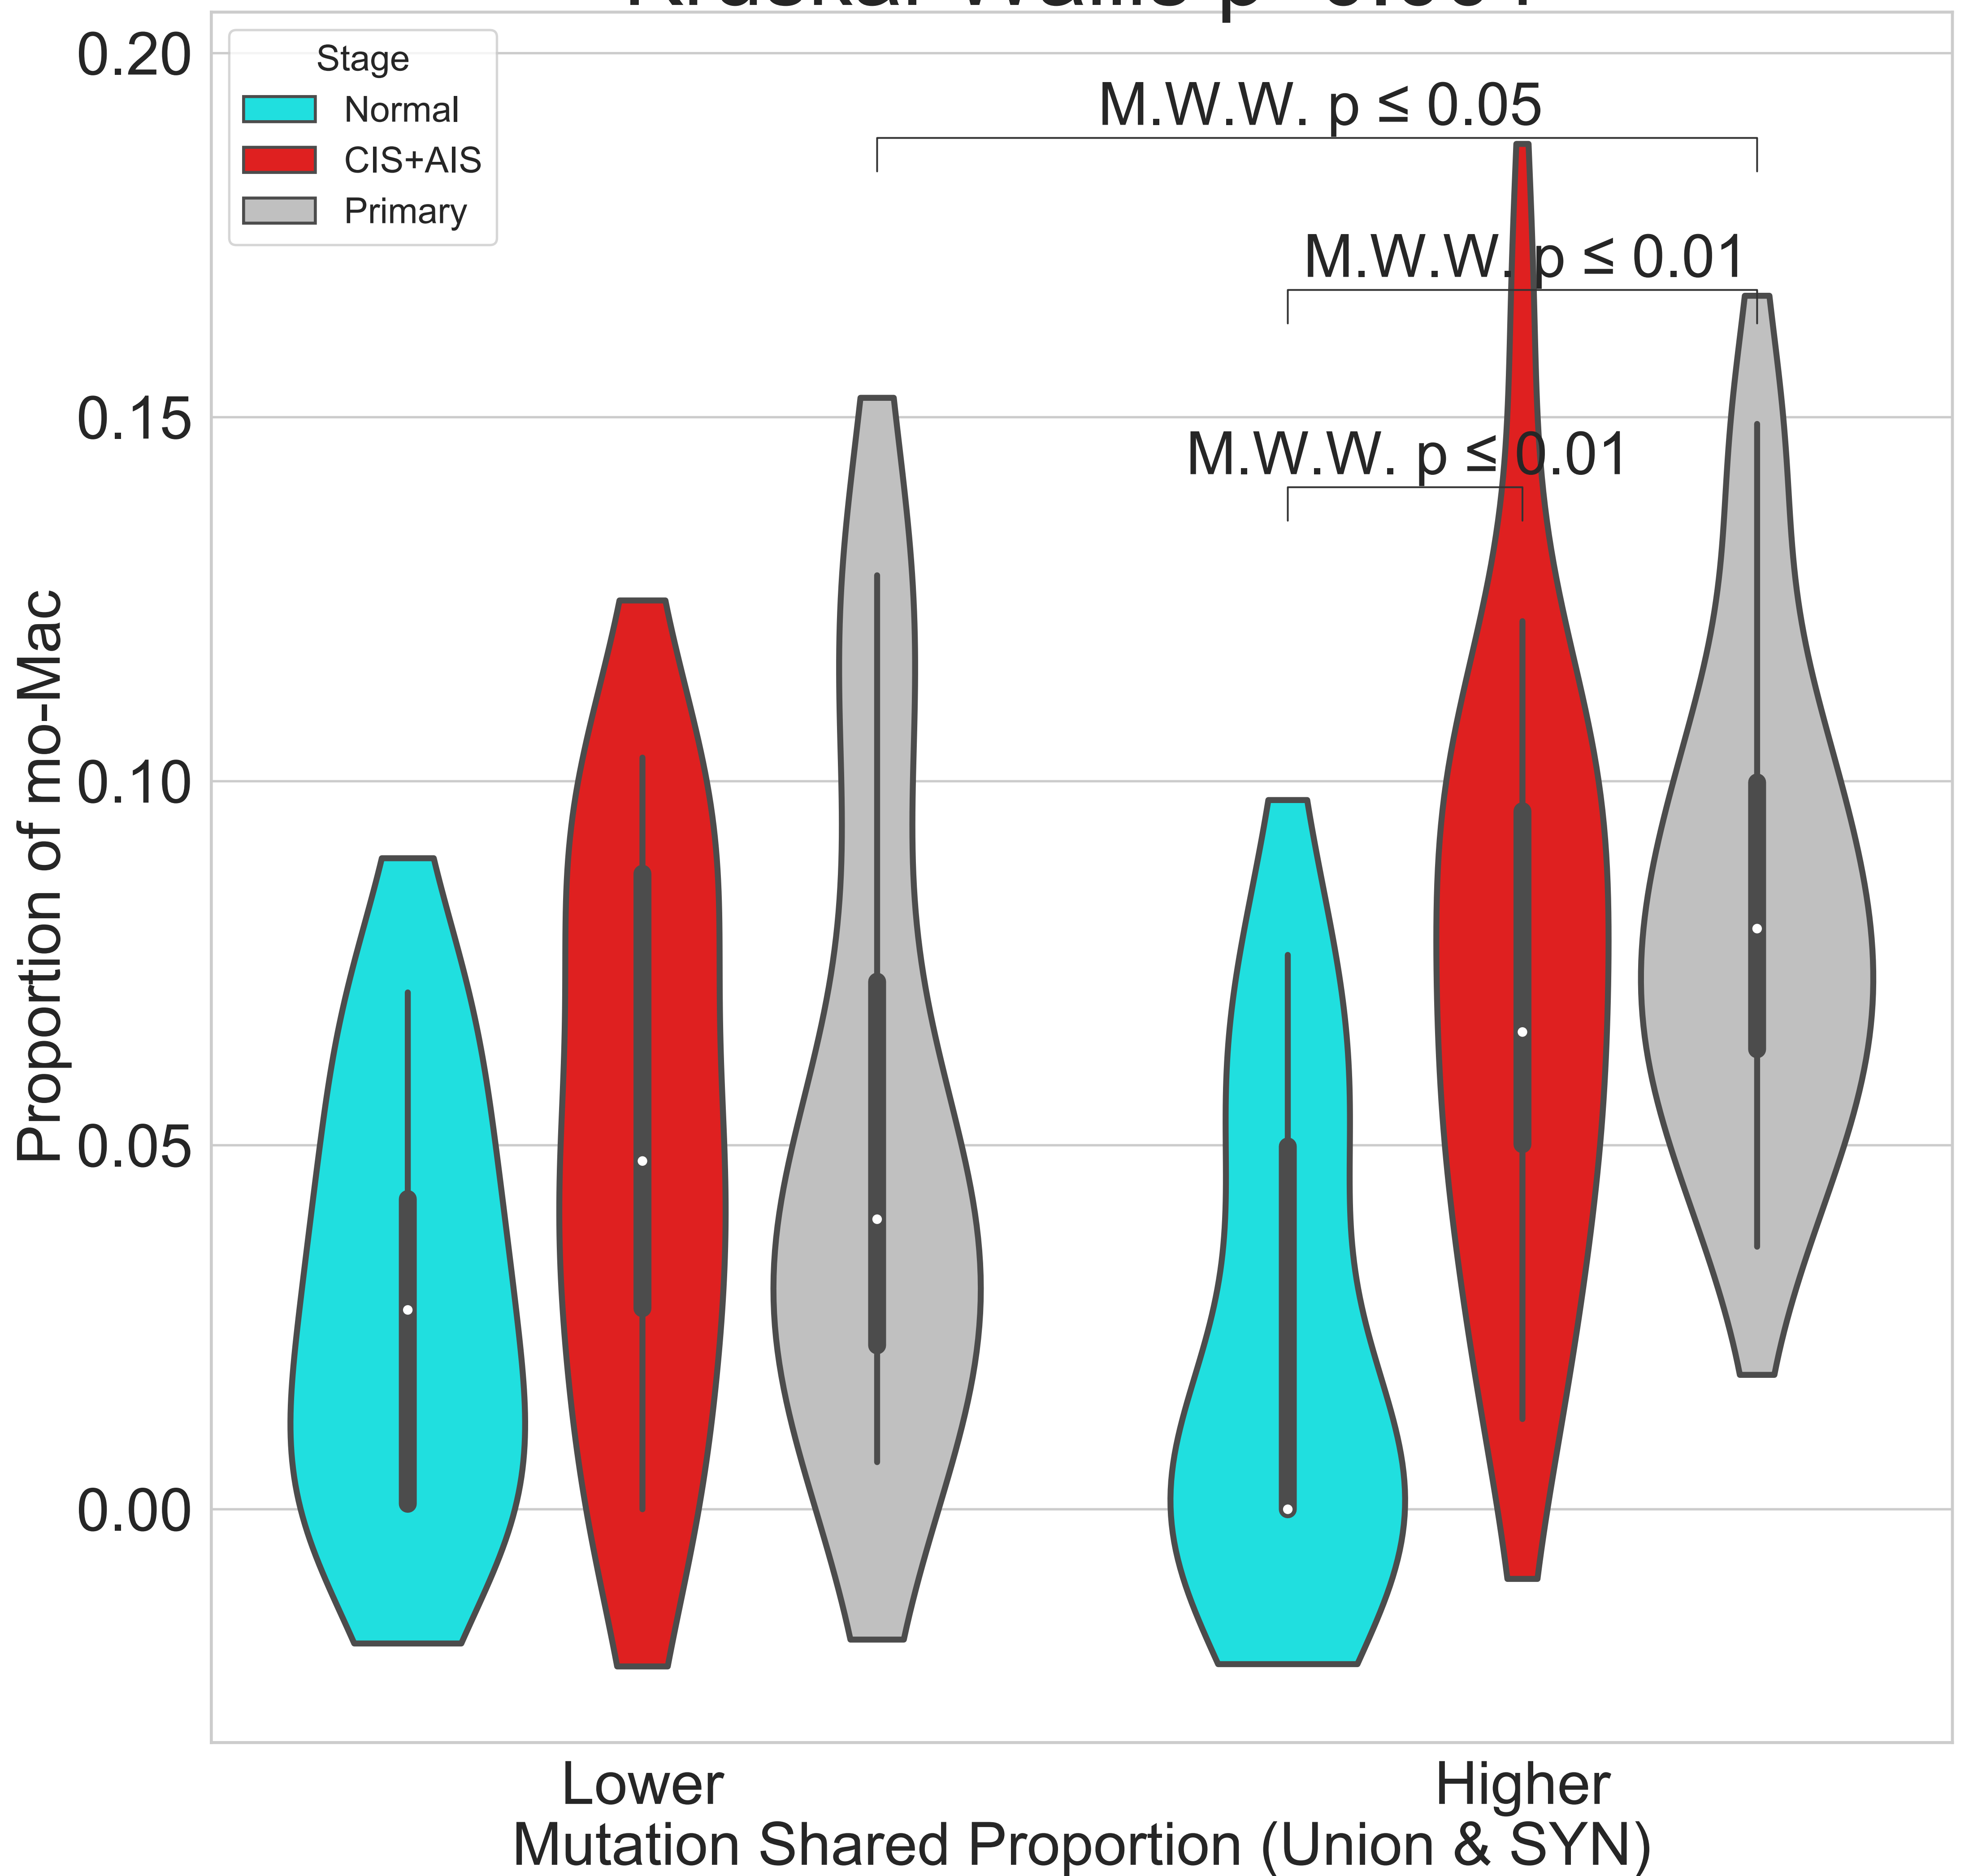 0.20
0.15
0.10
0.05
0.00
Proportion of mo-Mac
Stage
Normal
CIS+AIS
Primary
M.W.W. p ≤ 0.05
M.W.W. p ≤ 0.01
M.W.W. p ≤ 0.01
Lower
Higher
Mutation Shared Proportion (Union & SYN)